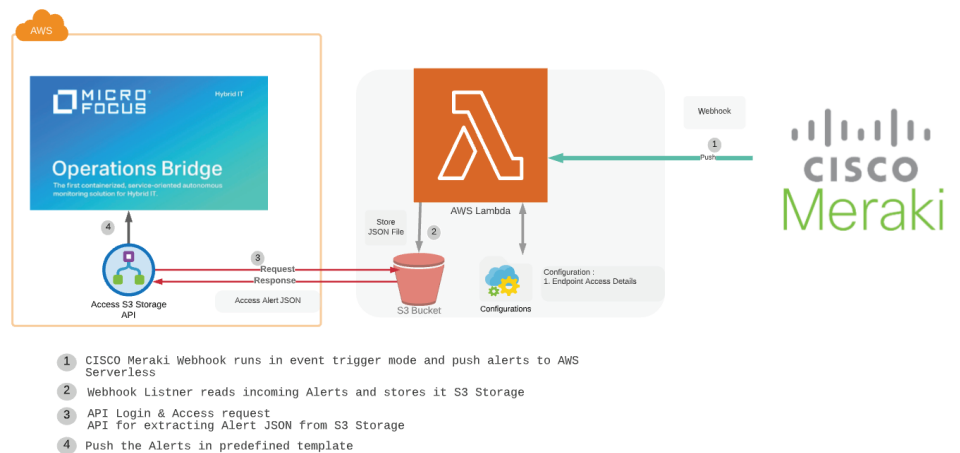 AWS
MICRO
FOCUS
Hybrid IT
Operations Bridge
The first containerized, service-oriented autonomous
monitoring solution for Hybrid IT.
4
Access S3 Storage
API
3
Request
Response
Access Alert JSON
AWS Lambda
Store
JSON File
2
S3 Bucket
Configurations
Configuration :
1. Endpoint Access Details
Webhook
1
Push
CISCO
Meraki
1 CISCO Meraki Webhook runs in event trigger mode and push alerts to AWS
Serverless
2 Webhook Listner reads incoming Alerts and stores it S3 Storage
3 API Login & Access request
API for extracting Alert JSON from S3 Storage
4 Push the Alerts in predefined template